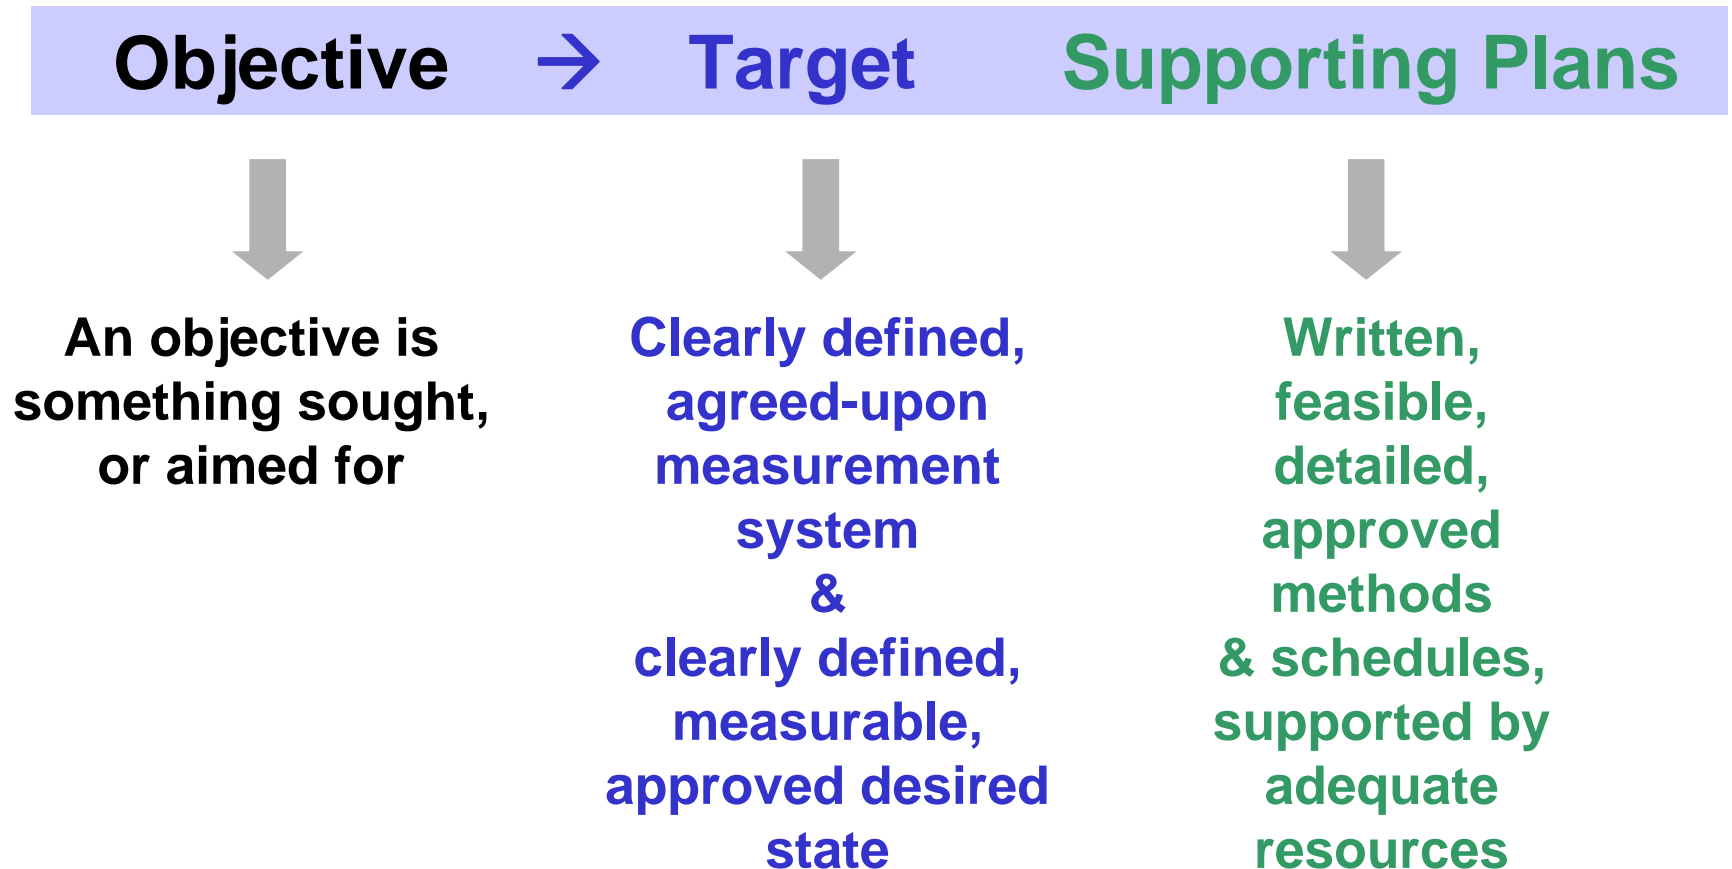 Objective → Target Supporting Plans
An objective is
something sought,
or aimed for
Clearly defined,
agreed-upon
measurement
system
&
clearly defined,
measurable,
approved desired
state
Written,
feasible,
detailed,
approved
methods
& schedules,
supported by
adequate
resources